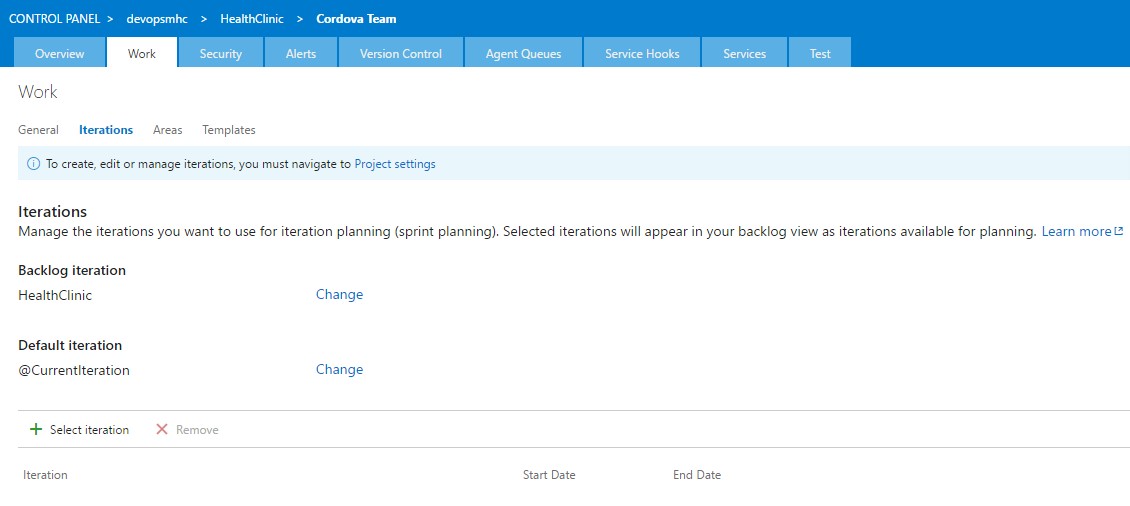 CONTROL PANEL > devopsmhc > HealthClinic > Cordova Team
Overview Work Security Alerts Version Control Agent Queues Service Hooks Services Test
Work
General Iterations Areas Templates
To create, edit or manage iterations, you must navigate to Project settings
Iterations
Manage the iterations you want to use for iteration planning (sprint planning). Selected iterations will appear in your backlog view as iterations available for planning. Learn more
Backlog iteration
HealthClinic Change
Default iteration
@CurrentIteration Change
Select iteration Remove
Iteration Start Date End Date